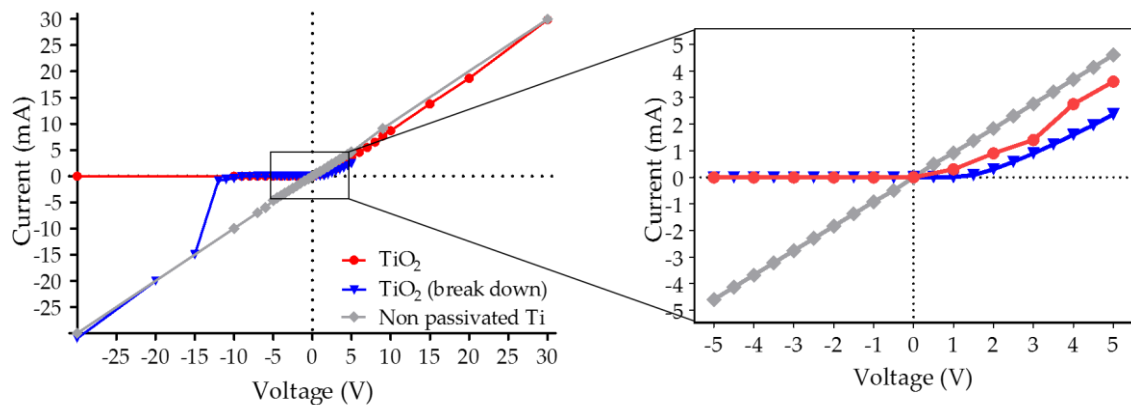 30
25
20
15
10
5
0
-5
-10
-15
-20
-25
Current (mA)
-25 -20 -15 -10 -5 0 5 10 15 20 25 30
Voltage (V)
TiO2
TiO2 (break down)
Non passivated Ti
5
4
3
2
1
0
-1
-2
-3
-4
-5
Current (mA)
-5 -4 -3 -2 -1 0 1 2 3 4 5
Voltage (V)